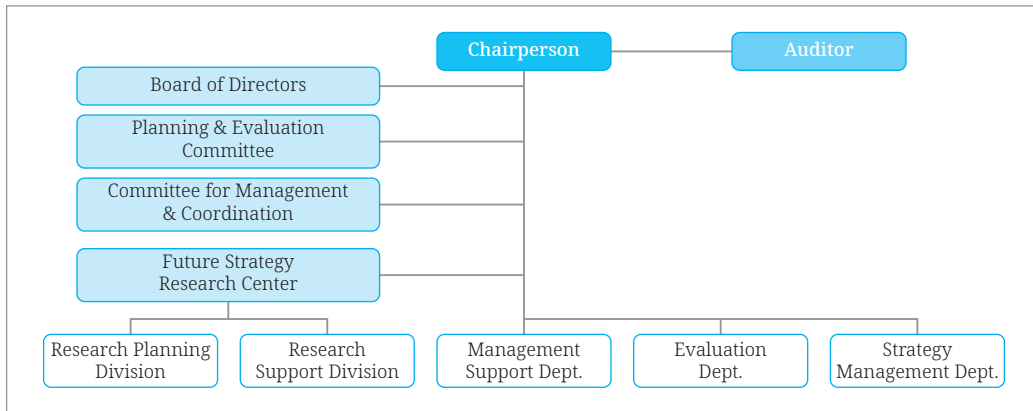 Chairperson
Auditor
Board of Directors
Planning & Evaluation
Committee
Committee for Management
& Coordination
Future Strategy
Research Center
Research Planning
Division
Research
Support Division
Management
Support Dept.
Evaluation
Dept.
Strategy
Management Dept.